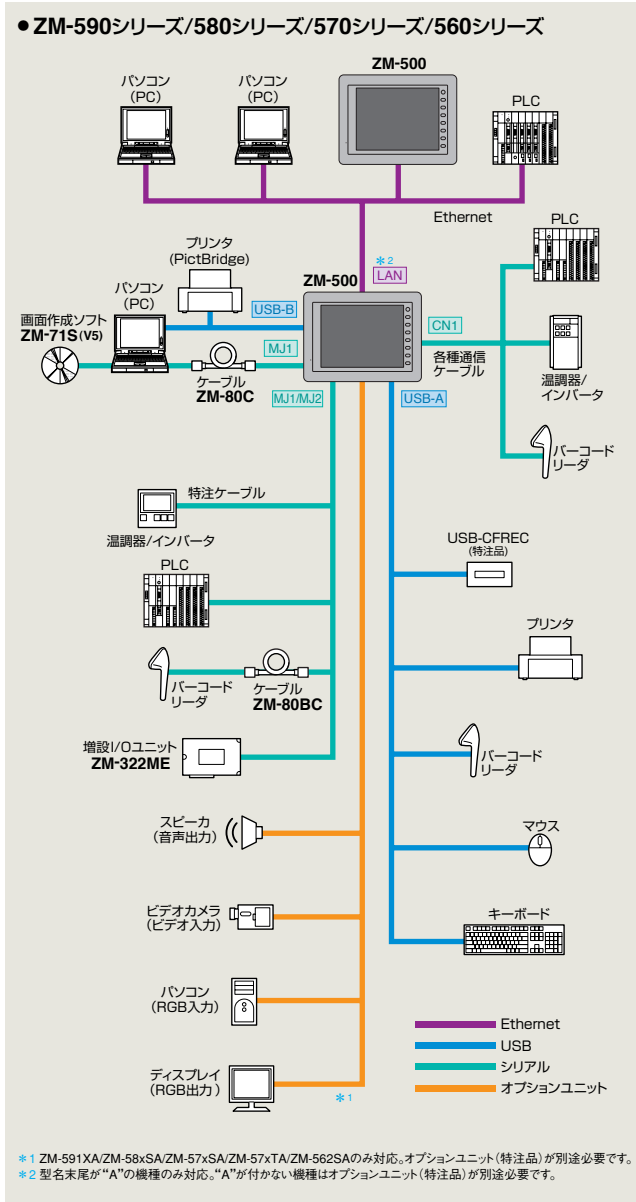 ●ZM-590シリーズ/580シリーズ/570シリーズ/560シリーズ
パソコン
(PC)
パソコン
(PC)
ZM-500
PLC
Ethernet
プリンタ
(PictBridge)
＊2
LAN
PLC
パソコン
(PC)
ZM-500
画面作成ソフト
ZM-71S(V5)
USB-B
CN1
MJ1
各種通信
ケーブル
温調器/
インバータ
ケーブル
ZM-80C
MJ1/MJ2
USB-A
バーコード
リーダ
特注ケーブル
温調器/インバータ
USB-CFREC
(特注品)
PLC
プリンタ
バーコード
リーダ
ケーブル
ZM-80BC
増設I/Oユニット
ZM-322ME
バーコード
リーダ
スピーカ
(音声出力)
マウス
ビデオカメラ
(ビデオ入力)
キーボード
パソコン
(RGB入力)
Ethernet
USB
シリアル
オプションユニット
ディスプレイ
(RGB出力)
＊1
＊1 ZM-591XA/ZM-58xSA/ZM-57xSA/ZM-57xTA/ZM-562SAのみ対応。オプションユニット(特注品)が別途必要です。
＊2 型名末尾が“A”の機種のみ対応。“A”が付かない機種はオプションユニット(特注品)が別途必要です。